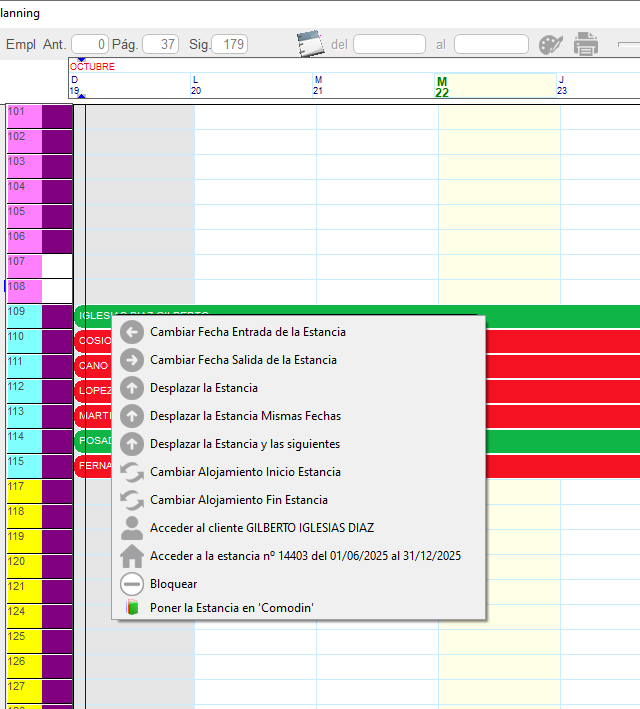 lanning
Empl Ant. 0 Pág. 37 Sig. 179 del al
OCTUBRE
D L M M J
19 20 21 22 23
101
102
103
104
105
106
107
108
109 IGLESIAS DIAZ GILBERTO
110 COSIO
111 CANO
112 LOPEZ
113 MARTI
114 POSAD
115 FERNA
117
118
119
120
121
124
125
126
127
Cambiar Fecha Entrada de la Estancia
Cambiar Fecha Salida de la Estancia
Desplazar la Estancia
Desplazar la Estancia Mismas Fechas
Desplazar la Estancia y las siguientes
Cambiar Alojamiento Inicio Estancia
Cambiar Alojamiento Fin Estancia
Acceder al cliente GILBERTO IGLESIAS DIAZ
Acceder a la estancia nº 14403 del 01/06/2025 al 31/12/2025
Bloquear
Poner la Estancia en 'Comodin'